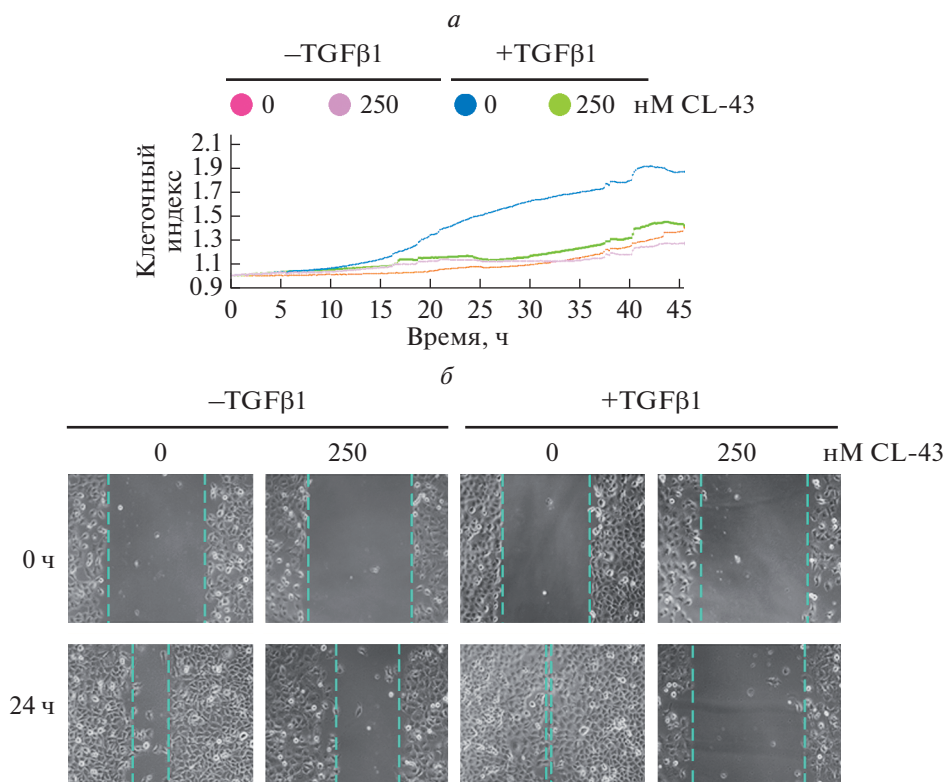 а
–TGFβ1 +TGFβ1
0 250 0 250 нМ CL-43
2.1
1.9
1.7
1.5
1.3
1.1
0.9
Клеточный
индекс
0 5 10 15 20 25 30 35 40 45
Время, ч
б
–TGFβ1 +TGFβ1
0 250 0 250 нМ CL-43
0 ч
24 ч